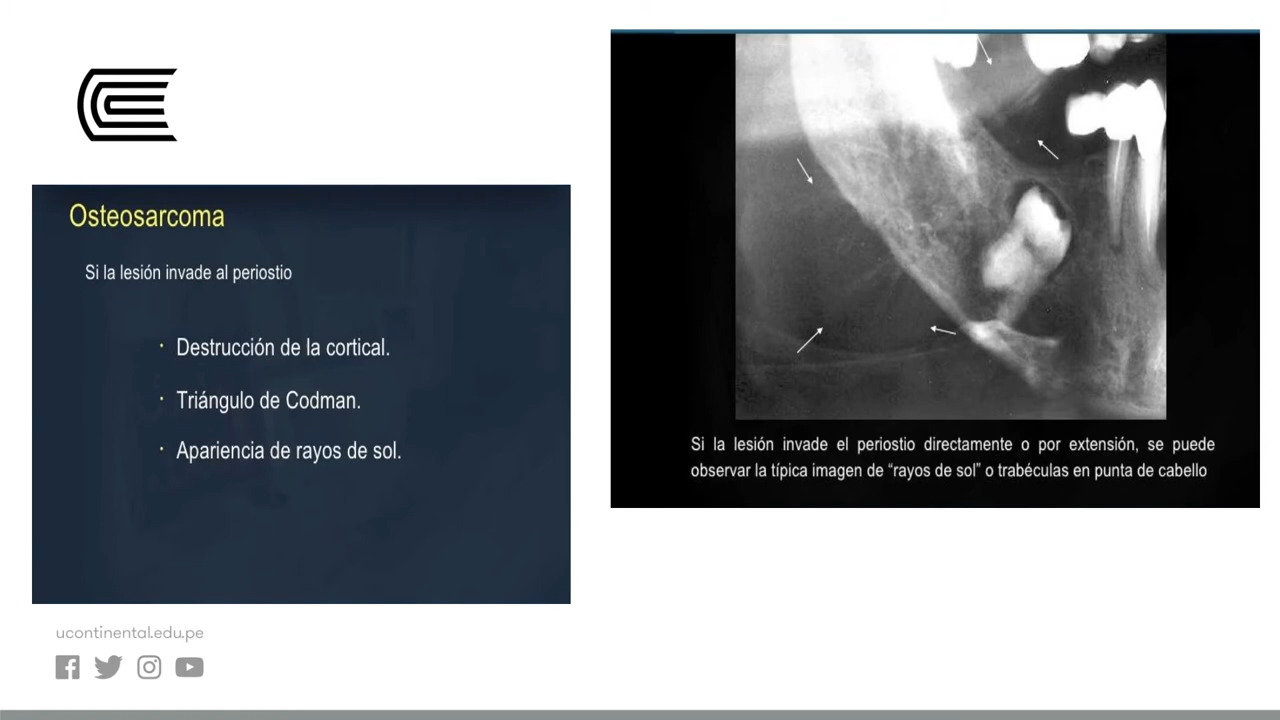 Osteosarcoma
Si la lesión invade al periostio
· Destrucción de la cortical.
· Triángulo de Codman.
· Apariencia de rayos de sol.
Si la lesión invade el periostio directamente o por extensión, se puede
observar la típica imagen de “rayos de sol” o trabéculas en punta de cabello
ucontinental.edu.pe